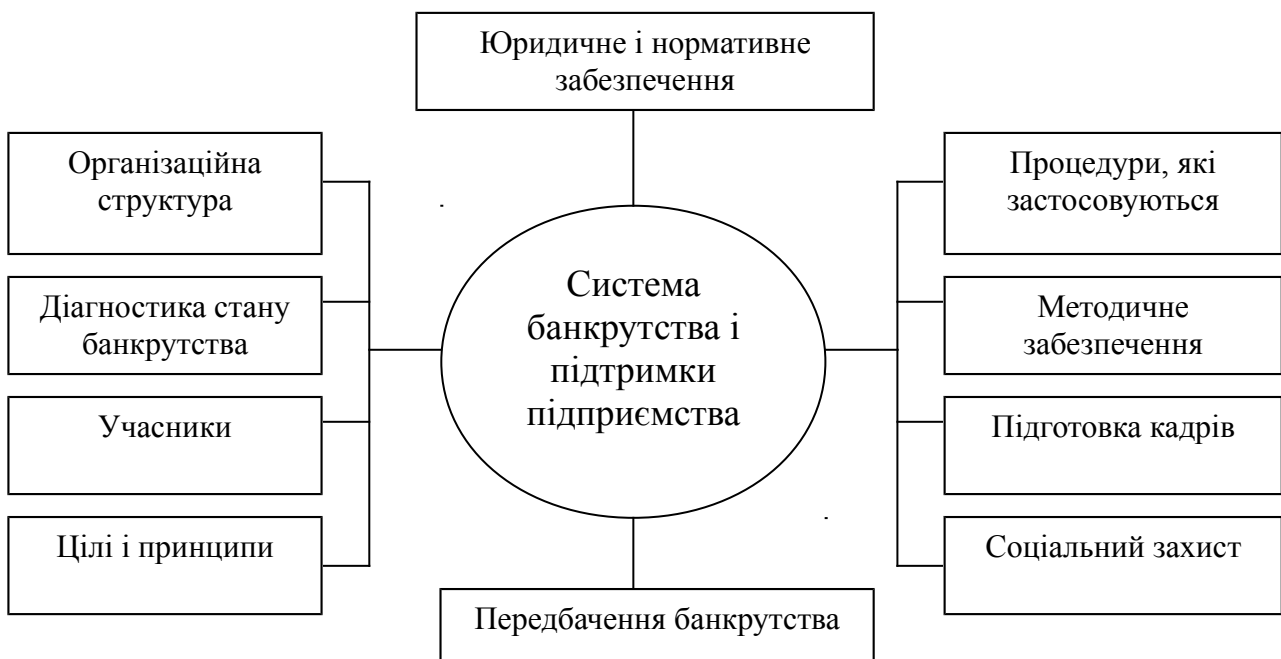 Юридичне і нормативне
забезпечення
Організаційна
структура
Діагностика стану
банкрутства
Учасники
Цілі і принципи
Система
банкрутства і
підтримки
підприємства
Процедури, які
застосовуються
Методичне
забезпечення
Підготовка кадрів
Соціальний захист
Передбачення банкрутства